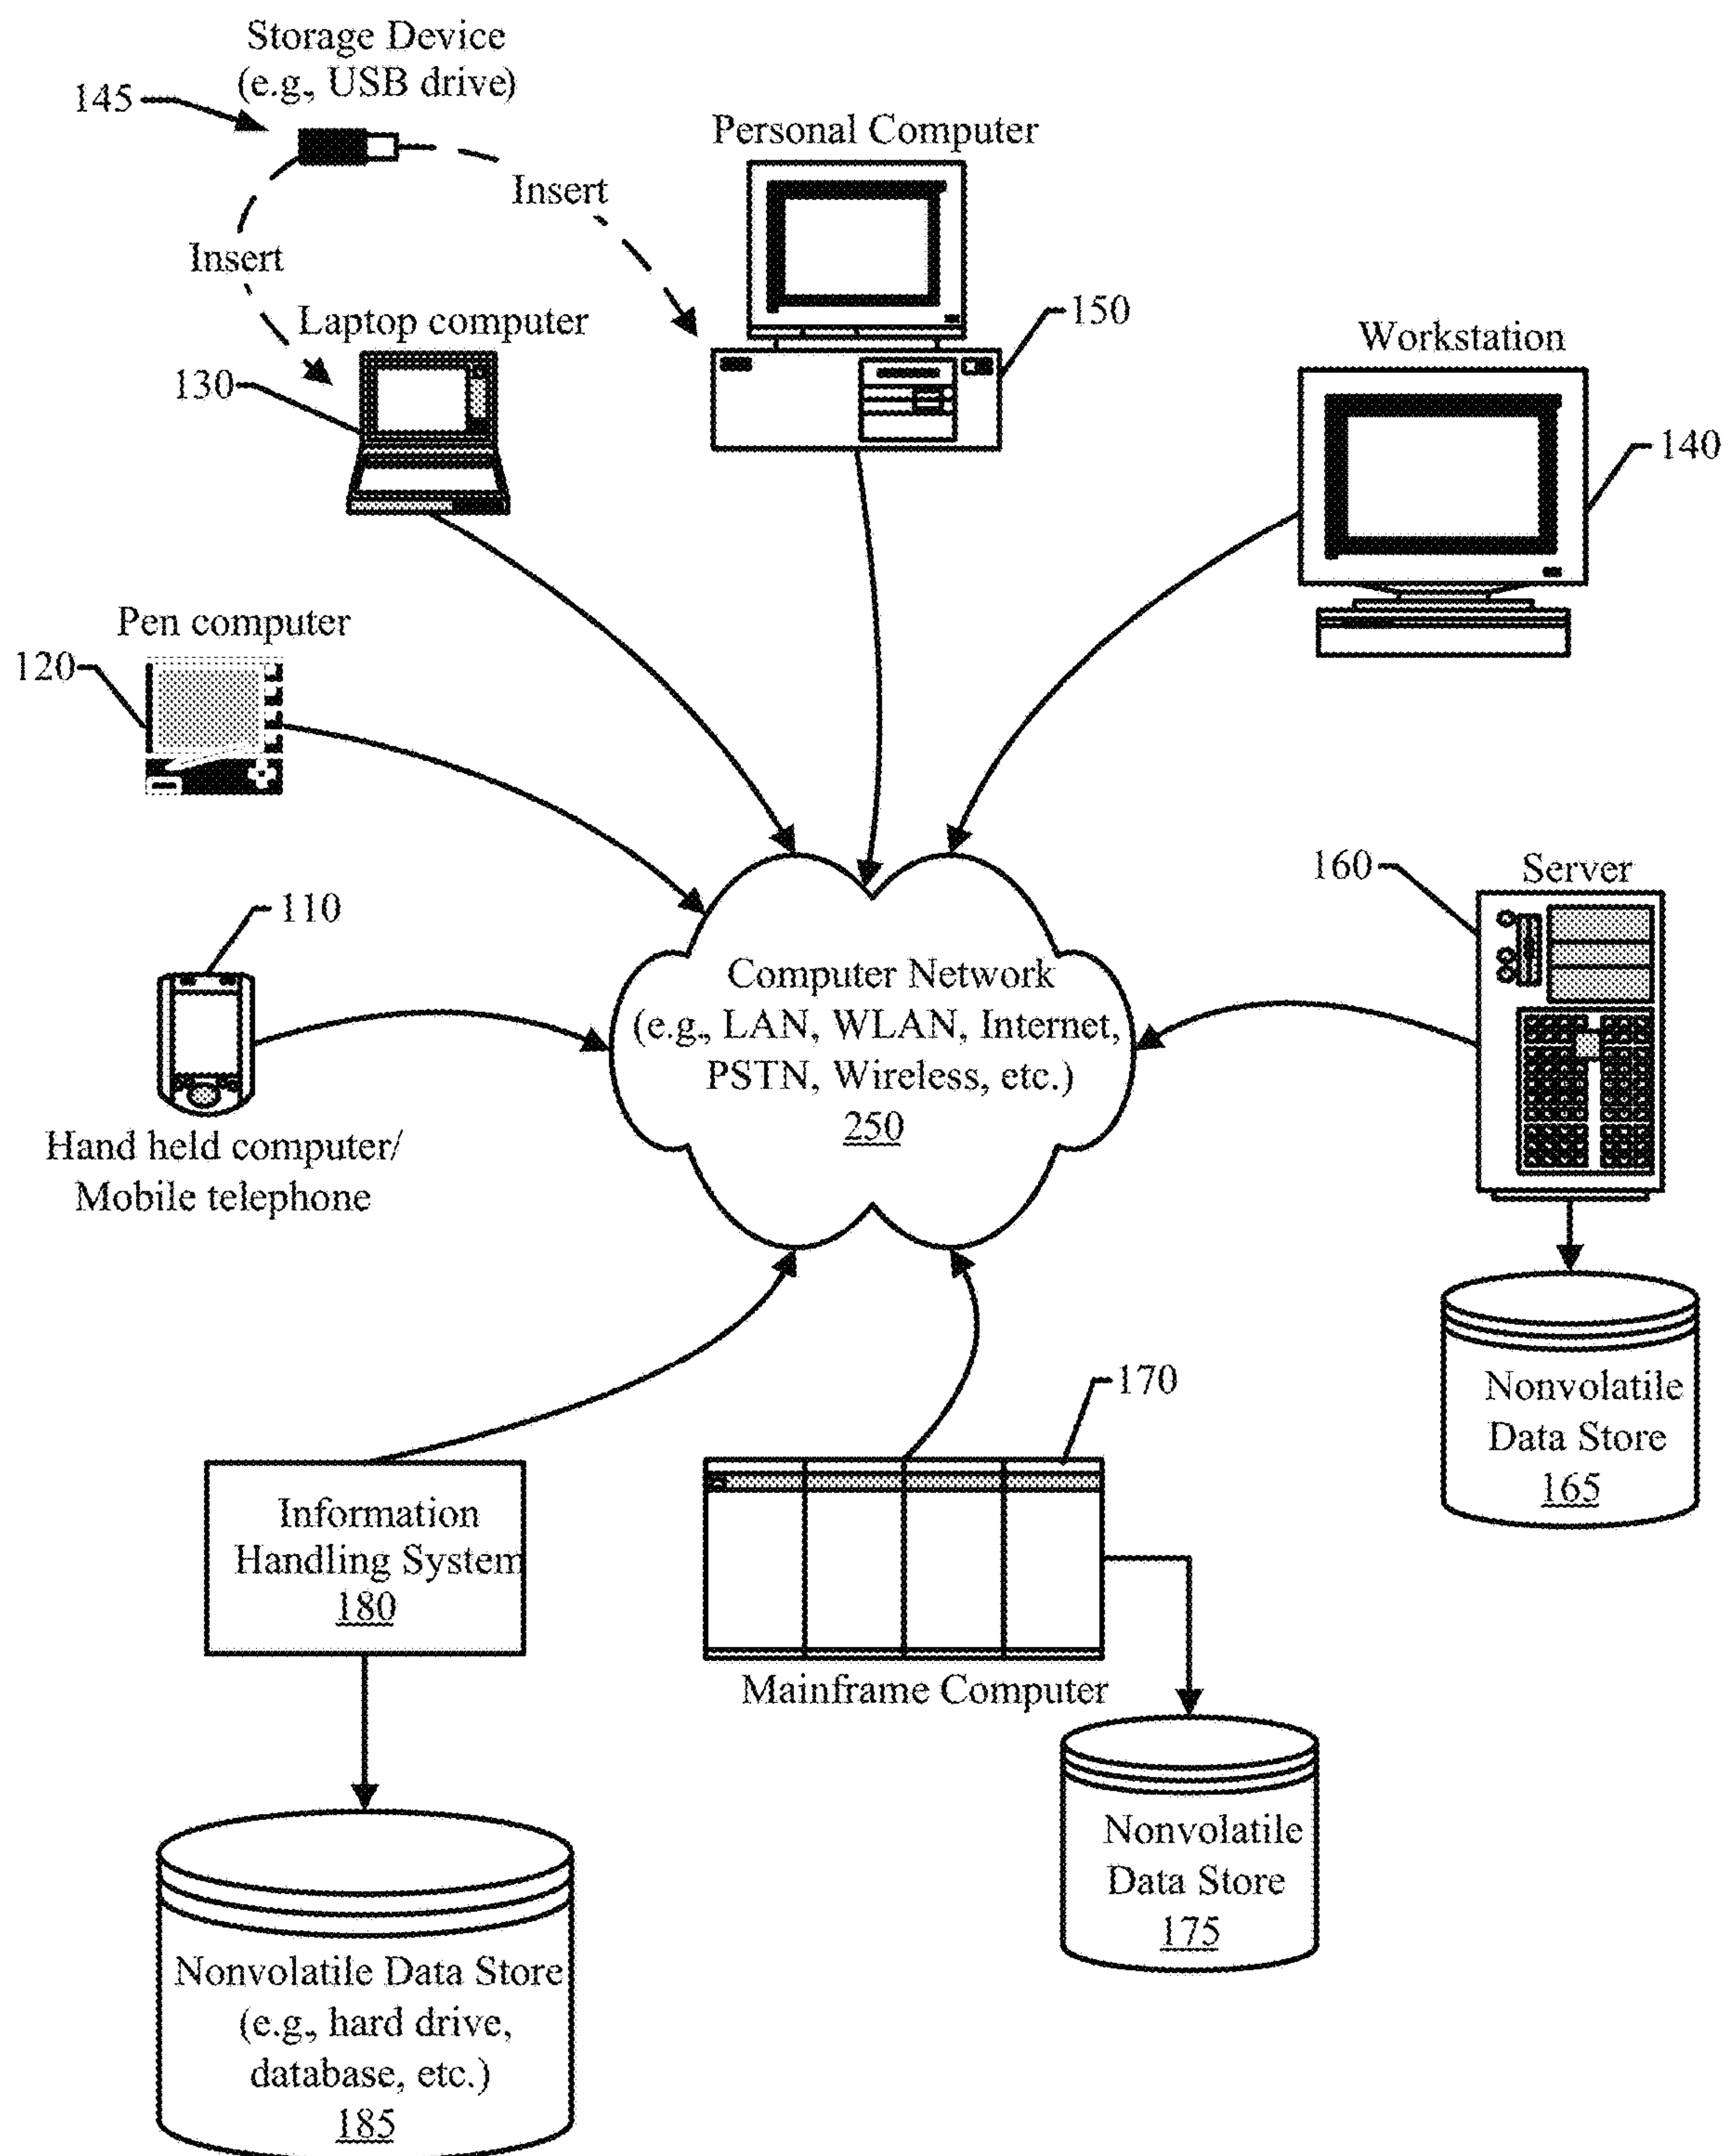 Storage Device
(e.g., USB drive)
145
Personal Computer
Insert
Insert
150
Laptop computer
130
Workstation
140
Pen computer
120
110
Hand held computer/
Mobile telephone
Computer Network
(e.g., LAN, WLAN, Internet,
PSTN, Wireless, etc.)
250
160
Server
Nonvolatile
Data Store
165
170
Mainframe Computer
Information
Handling System
180
Nonvolatile
Data Store
175
Nonvolatile Data Store
(e.g., hard drive,
database, etc.)
185